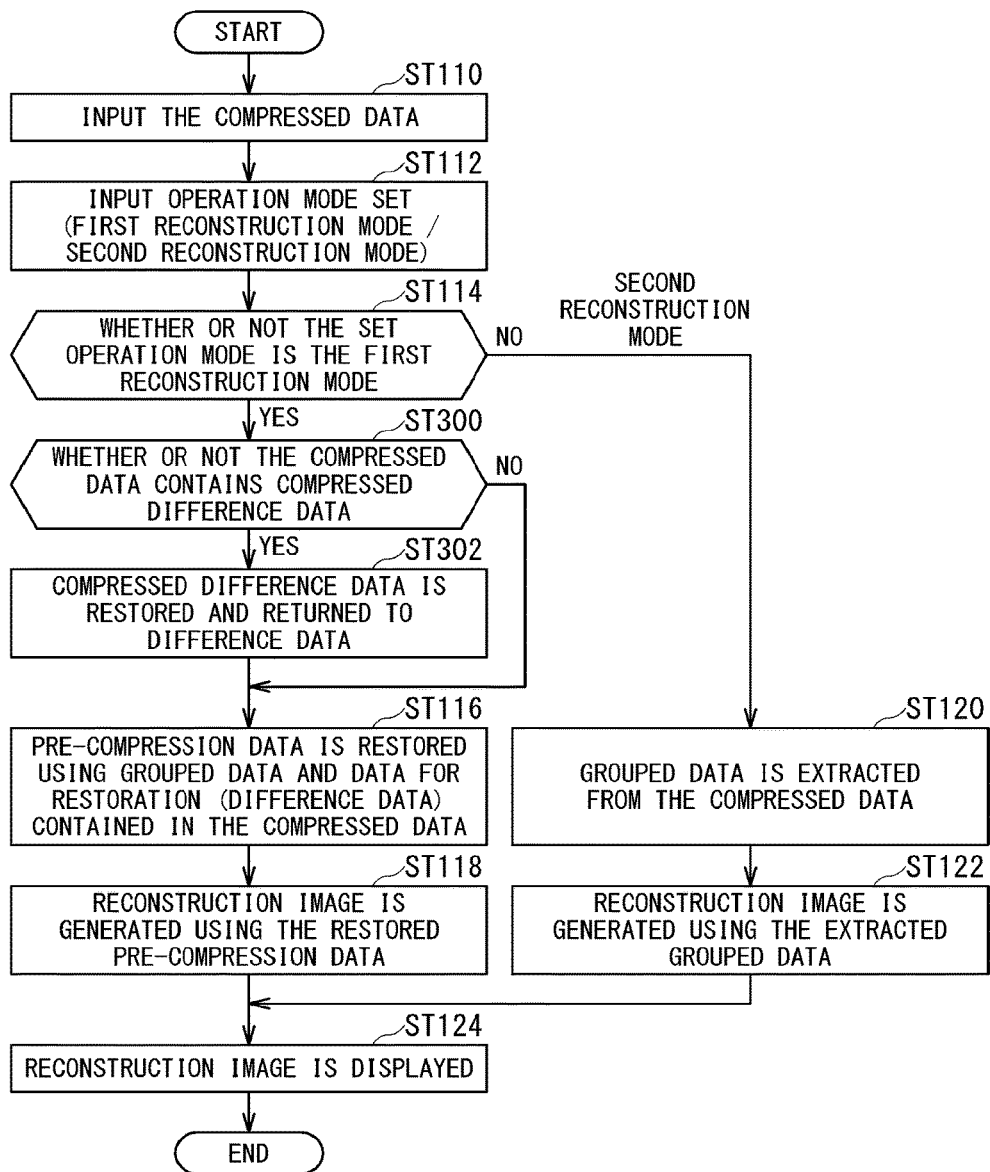 START
ST110
INPUT THE COMPRESSED DATA
ST112
INPUT OPERATION MODE SET
(FIRST RECONSTRUCTION MODE /
SECOND RECONSTRUCTION MODE)
ST114
WHETHER OR NOT THE SET
OPERATION MODE IS THE FIRST
RECONSTRUCTION MODE
NO
SECOND
RECONSTRUCTION
MODE
YES
ST300
WHETHER OR NOT THE COMPRESSED
DATA CONTAINS COMPRESSED
DIFFERENCE DATA
NO
YES
ST302
COMPRESSED DIFFERENCE DATA IS
RESTORED AND RETURNED TO
DIFFERENCE DATA
ST116
PRE-COMPRESSION DATA IS RESTORED
USING GROUPED DATA AND DATA FOR
RESTORATION (DIFFERENCE DATA)
CONTAINED IN THE COMPRESSED DATA
ST120
GROUPED DATA IS EXTRACTED
FROM THE COMPRESSED DATA
ST118
RECONSTRUCTION IMAGE IS
GENERATED USING THE RESTORED
PRE-COMPRESSION DATA
ST122
RECONSTRUCTION IMAGE IS
GENERATED USING THE EXTRACTED
GROUPED DATA
ST124
RECONSTRUCTION IMAGE IS DISPLAYED
END